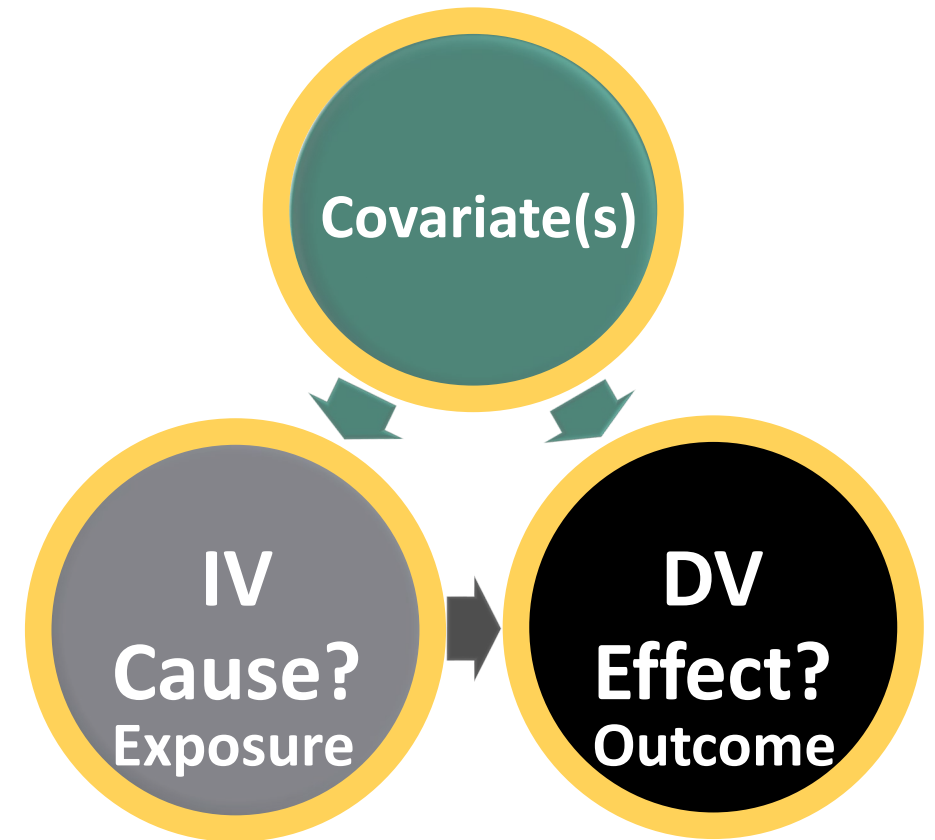 Covariate(s)
IV
Cause?
Exposure
DV
Effect?
Outcome